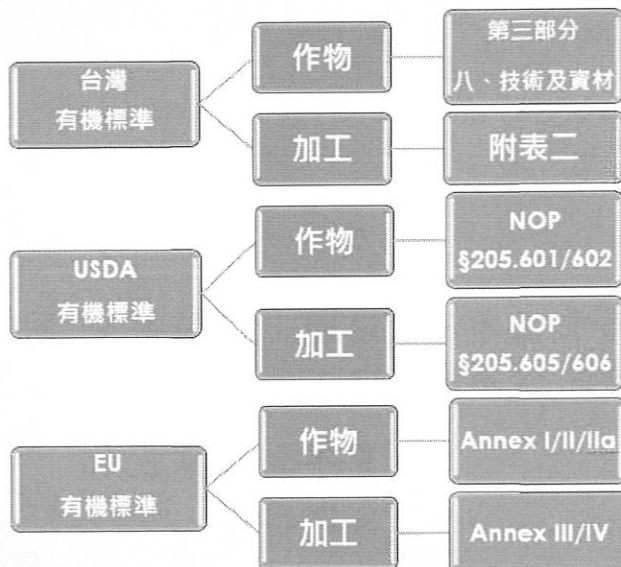 台灣
有機標準
作物
第三部分
八、技術及資材
加工
附表二
USDA
有機標準
作物
NOP
§205.601/602
加工
NOP
§205.605/606
EU
有機標準
作物
Annex I/II/IIa
加工
Annex III/IV